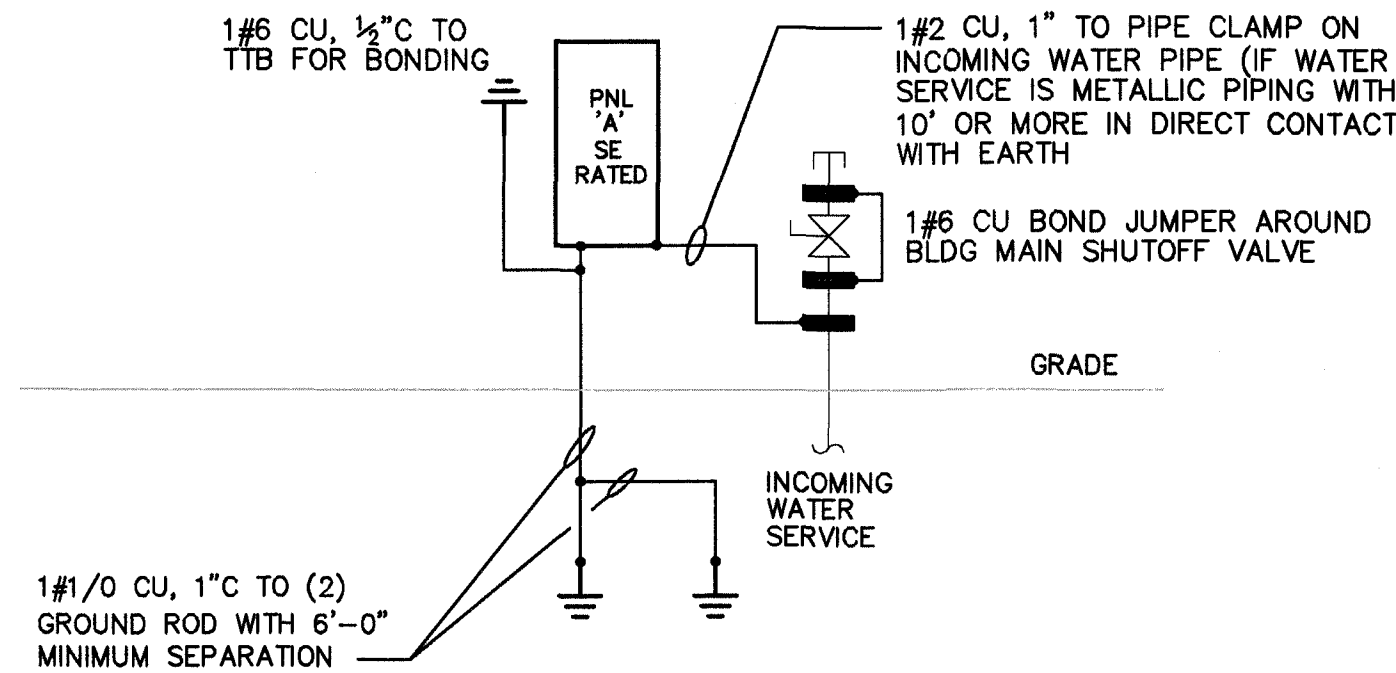 1#6 CU, ½"C TO
TTB FOR BONDING
PNL
'A'
SE
RATED
1#2 CU, 1" TO PIPE CLAMP ON
INCOMING WATER PIPE (IF WATER
SERVICE IS METALLIC PIPING WITH
10' OR MORE IN DIRECT CONTACT
WITH EARTH
1#6 CU BOND JUMPER AROUND
BLDG MAIN SHUTOFF VALVE
GRADE
INCOMING
WATER
SERVICE
1#1/0 CU, 1"C TO (2)
GROUND ROD WITH 6'-0"
MINIMUM SEPARATION